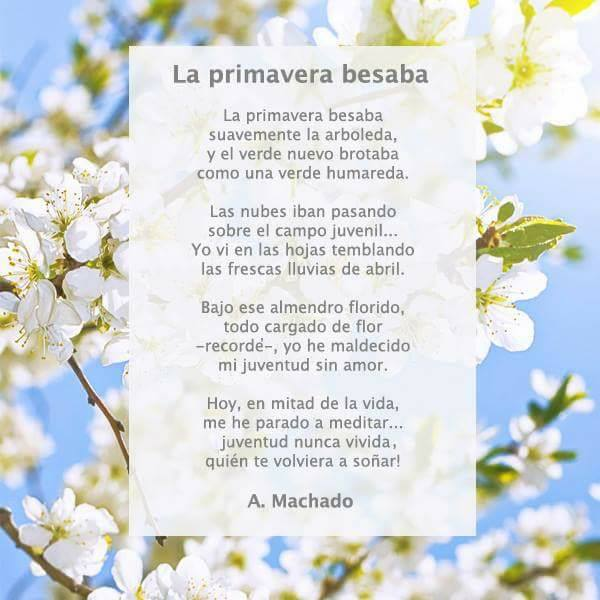 La primavera besaba
La primavera besaba
suavemente la arboleda,
y el verde nuevo brotaba
como una verde humareda.
Las nubes iban pasando
sobre el campo juvenil...
Yo vi en las hojas temblando
las frescas lluvias de abril.
Bajo ese almendro florido,
todo cargado de flor
-recordé-, yo he maldecido
mi juventud sin amor.
Hoy, en mitad de la vida,
me he parado a meditar...
juventud nunca vivida,
quién te volviera a soñar!
A. Machado